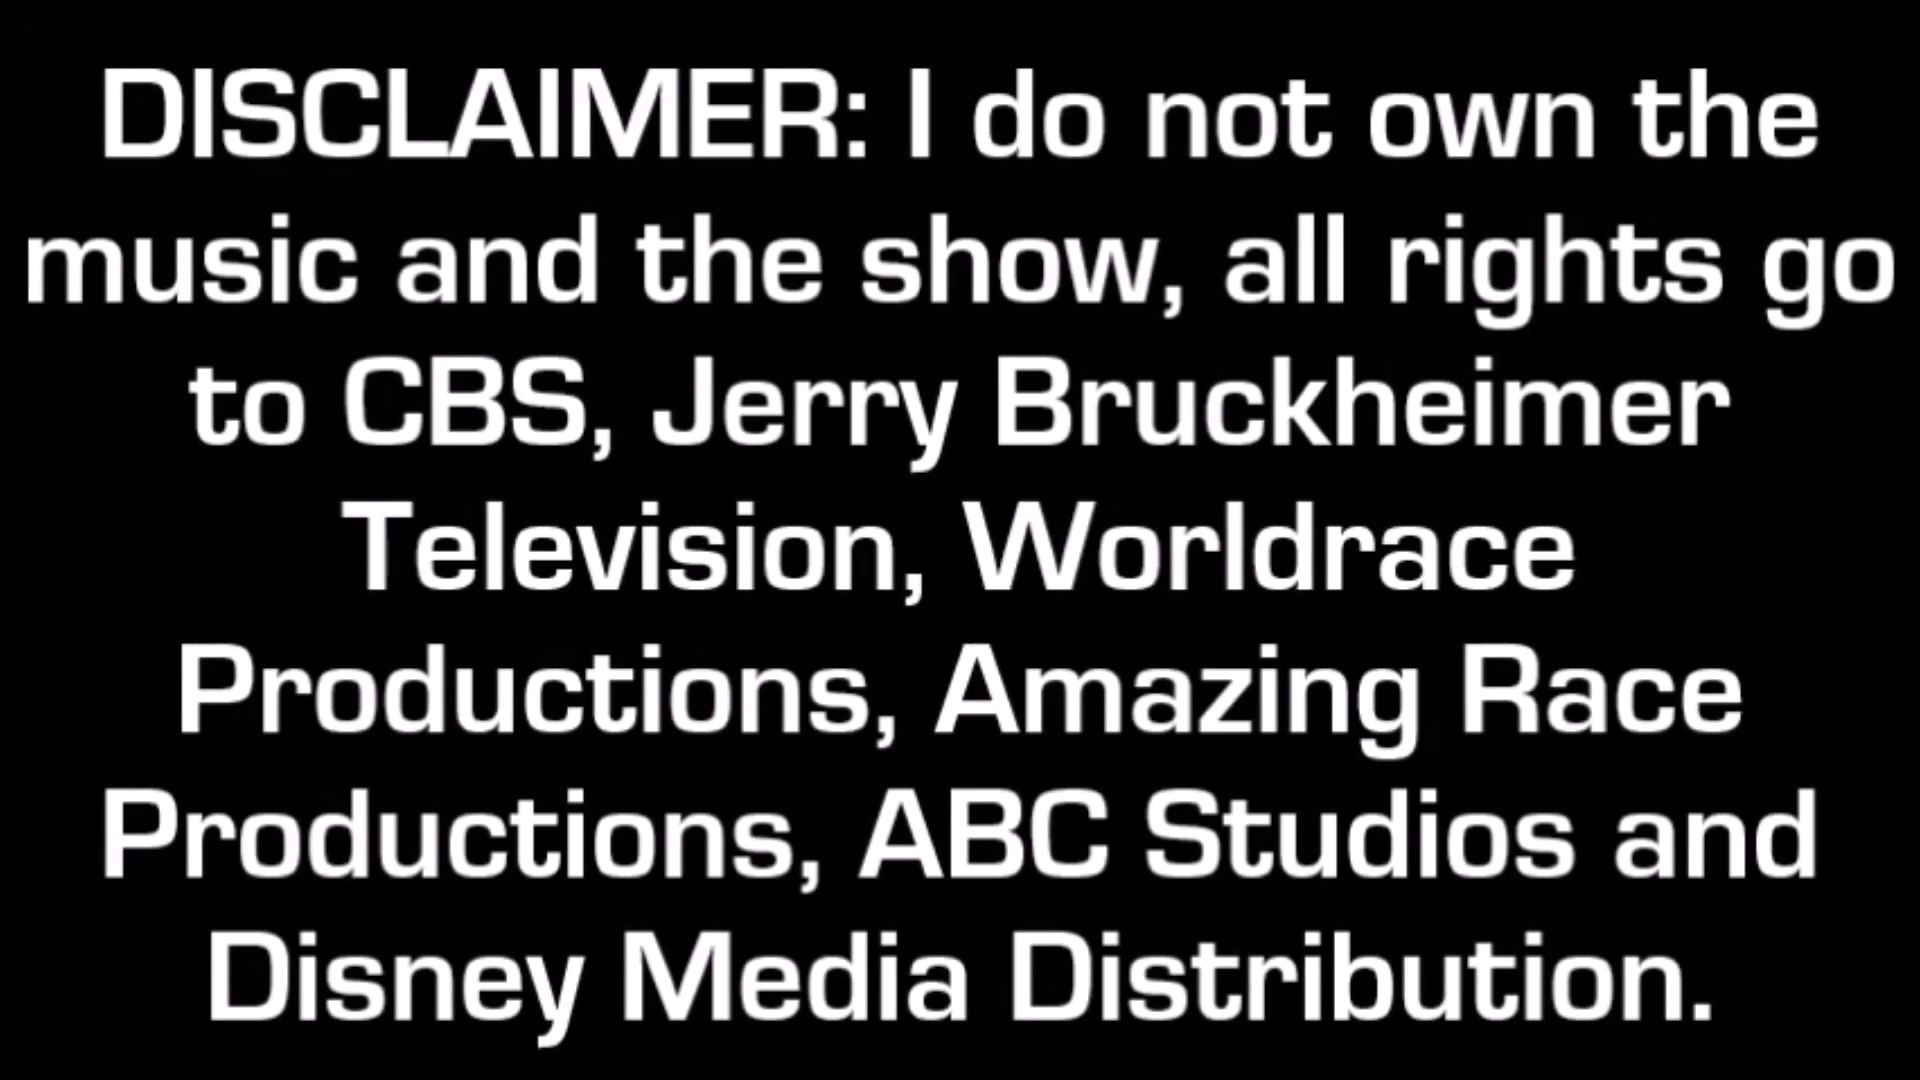 DISCLAIMER: I do not own the
music and the show, all rights go
to CBS, Jerry Bruckheimer
Television, Worldrace
Productions, Amazing Race
Productions, ABC Studios and
Disney Media Distribution.